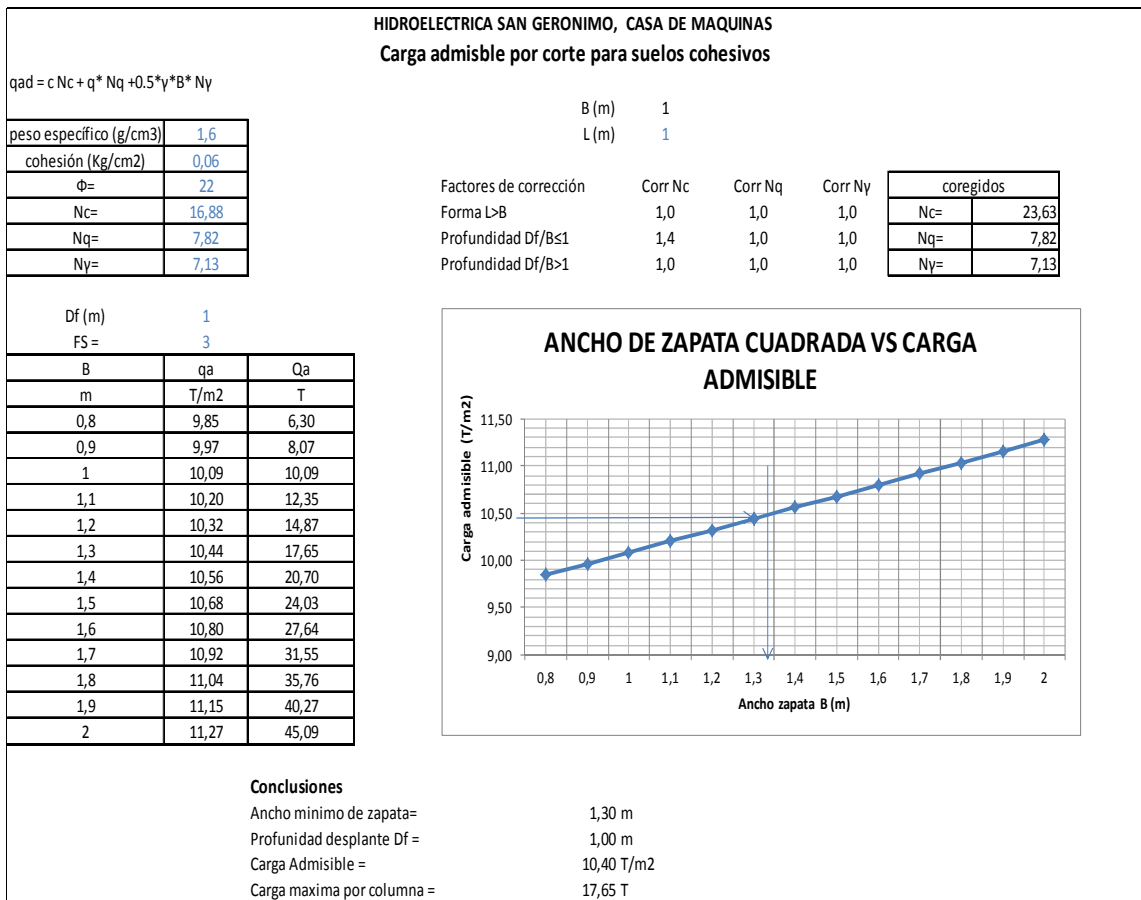 HIDROELECTRICA SAN GERONIMO, CASA DE MAQUINAS
Carga admisble por corte para suelos cohesivos
qad = c Nc + q* Nq +0.5*γ*B* Nγ
B (m) 1
L (m) 1
peso específico (g/cm3) 1,6
cohesión (Kg/cm2) 0,06
Φ= 22
Nc= 16,88
Nq= 7,82
Nγ= 7,13
Factores de corrección Corr Nc Corr Nq Corr Nγ coregidos
Forma L>B 1,0 1,0 1,0 Nc= 23,63
Profundidad Df/B≤1 1,4 1,0 1,0 Nq= 7,82
Profundidad Df/B>1 1,0 1,0 1,0 Nγ= 7,13
Df (m) 1
FS = 3
B qa Qa
m T/m2 T
0,8 9,85 6,30
0,9 9,97 8,07
1 10,09 10,09
1,1 10,20 12,35
1,2 10,32 14,87
1,3 10,44 17,65
1,4 10,56 20,70
1,5 10,68 24,03
1,6 10,80 27,64
1,7 10,92 31,55
1,8 11,04 35,76
1,9 11,15 40,27
2 11,27 45,09
ANCHO DE ZAPATA CUADRADA VS CARGA
ADMISIBLE
Carga admisible (T/m2)
11,50
11,00
10,50
10,00
9,50
9,00
0,8 0,9 1 1,1 1,2 1,3 1,4 1,5 1,6 1,7 1,8 1,9 2
Ancho zapata B (m)
Conclusiones
Ancho minimo de zapata= 1,30 m
Profunidad desplante Df = 1,00 m
Carga Admisible = 10,40 T/m2
Carga maxima por columna = 17,65 T